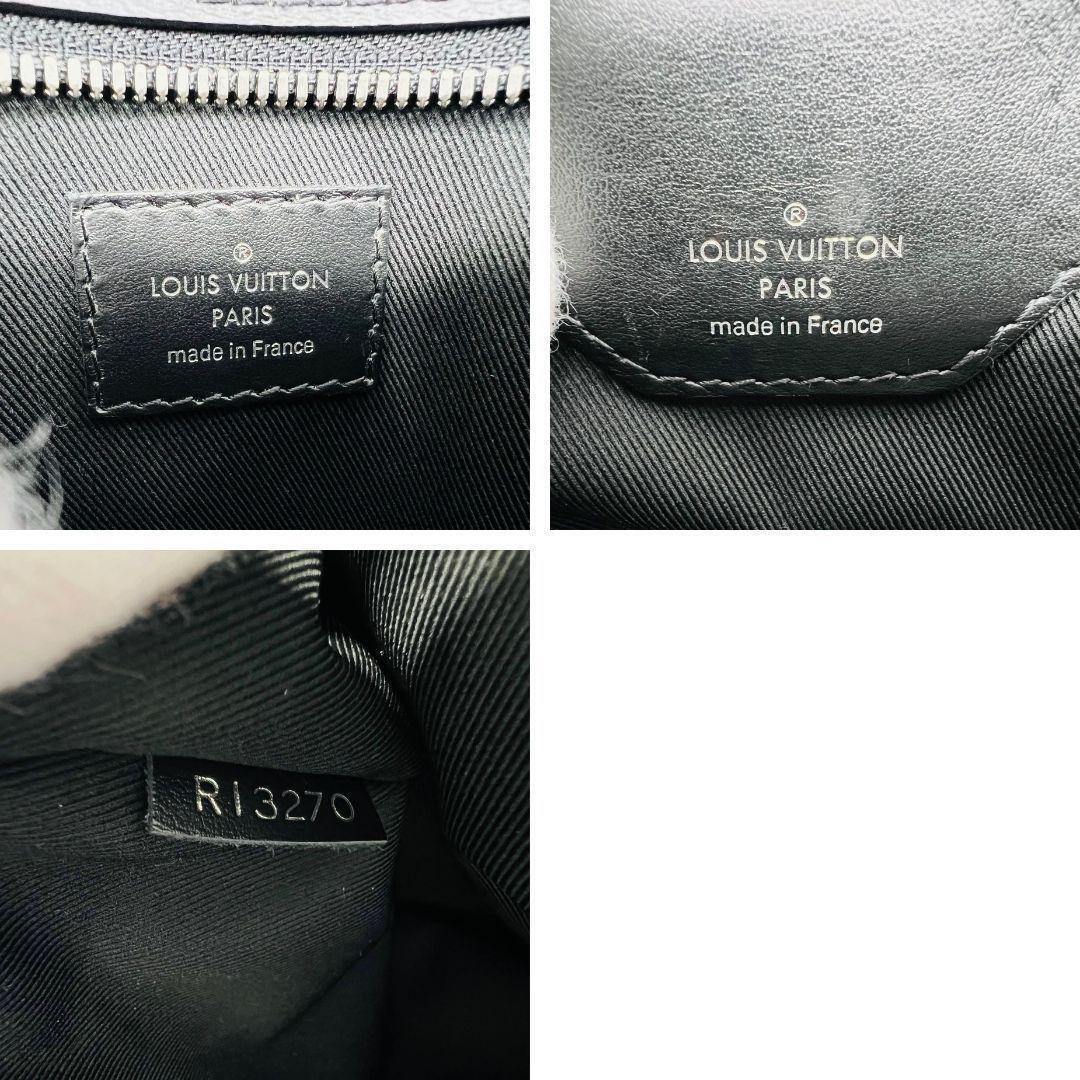 ®
LOUIS VUITTON
PARIS
made in France
®
LOUIS VUITTON
PARIS
made in France
RI3270